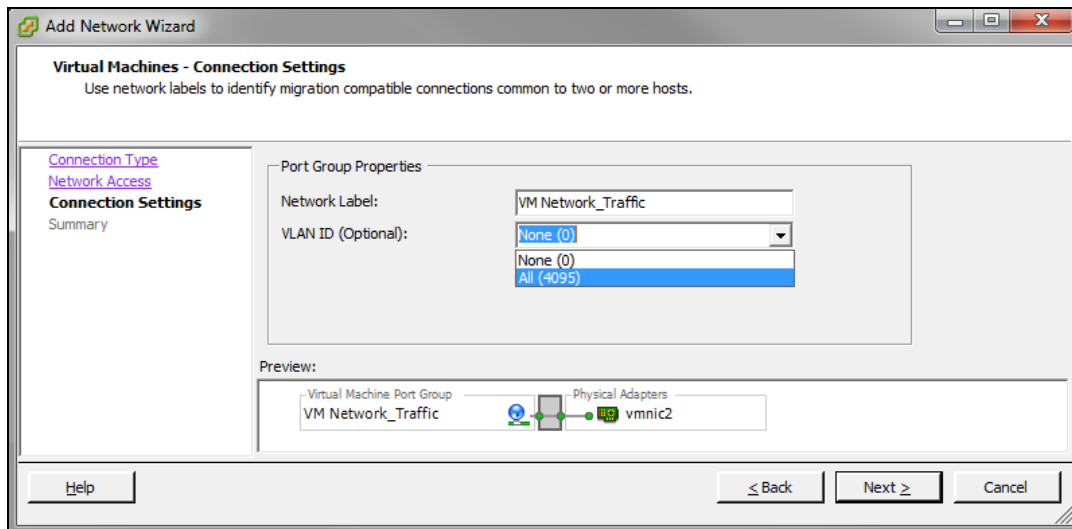 Add Network Wizard
Virtual Machines - Connection Settings
Use network labels to identify migration compatible connections common to two or more hosts.
Connection Type
Network Access
Connection Settings
Summary
Port Group Properties
Network Label:
VM Network_Traffic
VLAN ID (Optional):
None (0)
None (0)
All (4095)
Preview:
Virtual Machine Port Group
VM Network_Traffic
Physical Adapters
vmnic2
Help
< Back
Next >
Cancel